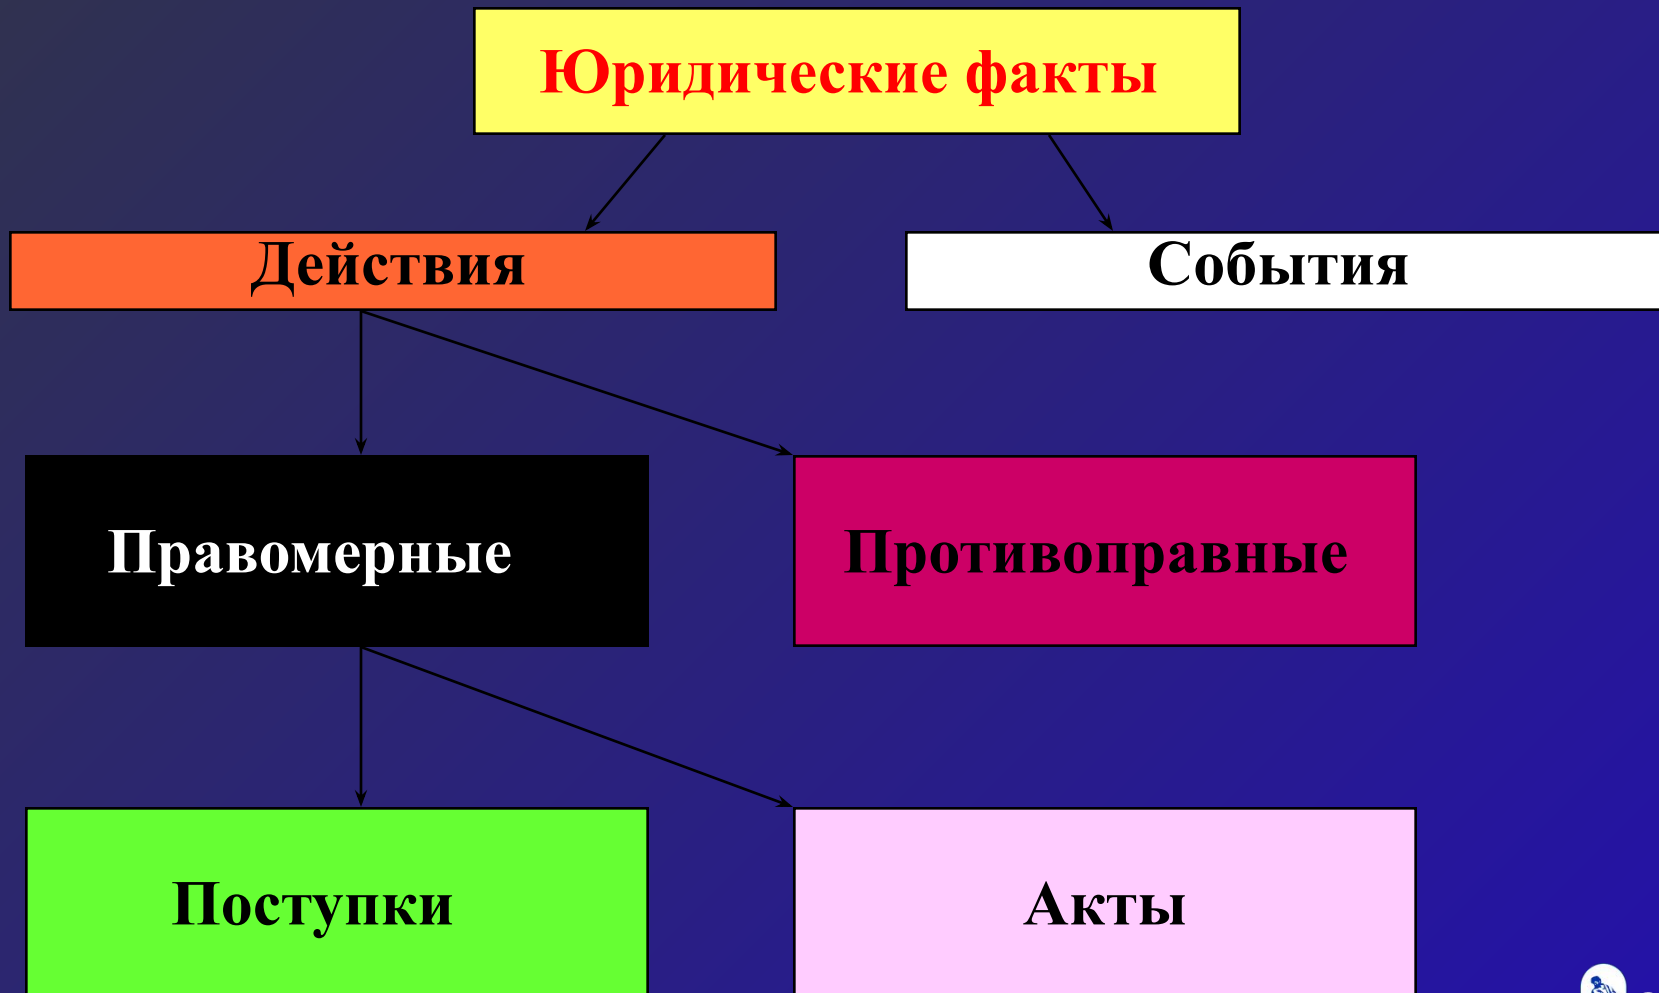 Юридические факты
Действия
События
Правомерные
Противоправные
Поступки
Акты